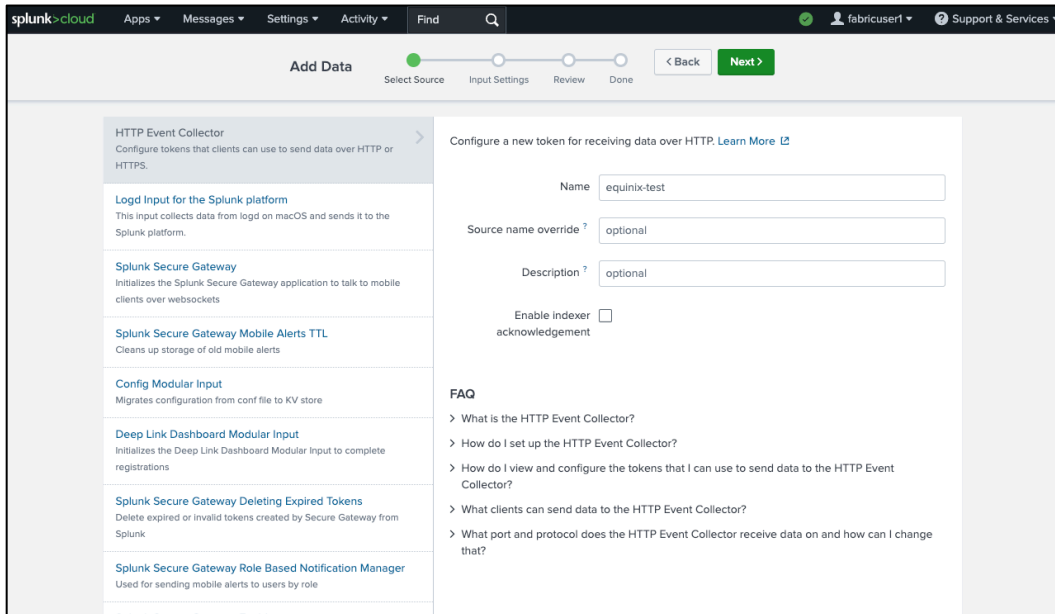 splunk>cloud Apps Messages Settings Activity Find fabricuser1 Support & Services
Add Data
Select Source Input Settings Review Done
< Back Next >
HTTP Event Collector
Configure tokens that clients can use to send data over HTTP or
HTTPS.
Logd Input for the Splunk platform
This input collects data from logd on macOS and sends it to the
Splunk platform.
Splunk Secure Gateway
Initializes the Splunk Secure Gateway application to talk to mobile
clients over websockets
Splunk Secure Gateway Mobile Alerts TTL
Cleans up storage of old mobile alerts
Config Modular Input
Migrates configuration from conf file to KV store
Deep Link Dashboard Modular Input
Initializes the Deep Link Dashboard Modular Input to complete
registrations
Splunk Secure Gateway Deleting Expired Tokens
Delete expired or invalid tokens created by Secure Gateway from
Splunk
Splunk Secure Gateway Role Based Notification Manager
Used for sending mobile alerts to users by role
Configure a new token for receiving data over HTTP. Learn More
Name equinix-test
Source name override ? optional
Description ? optional
Enable indexer
acknowledgement
FAQ
> What is the HTTP Event Collector?
> How do I set up the HTTP Event Collector?
> How do I view and configure the tokens that I can use to send data to the HTTP Event
Collector?
> What clients can send data to the HTTP Event Collector?
> What port and protocol does the HTTP Event Collector receive data on and how can I change
that?